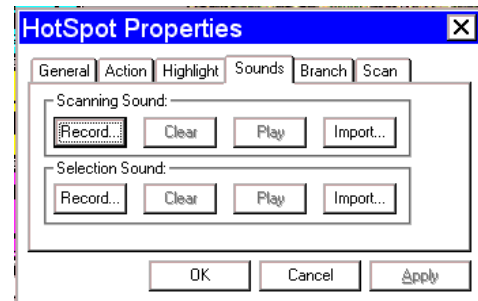 HotSpot Properties
General Action Highlight Sounds Branch Scan
Scanning Sound:
Record... Clear Play Import...
Selection Sound:
Record... Clear Play Import...
OK Cancel Apply